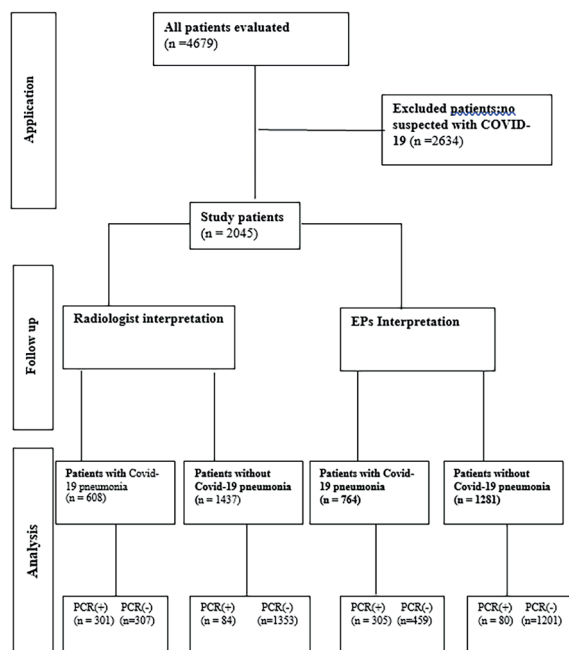 All patients evaluated
(n =4679)
Application
Excluded patients:no
suspected with COVID-
19 (n =2634)
Study patients
(n = 2045)
Follow up
Radiologist interpretation
EPs Interpretation
Analysis
Patients with Covid-
19 pneumonia
(n = 608)
Patients without
Covid-19 pneumonia
(n = 1437)
Patients with Covid-
19 pneumonia
(n = 764)
Patients without
Covid-19 pneumonia
(n = 1281)
PCR(+) PCR(-)
(n = 301) (n=307)
PCR(+) PCR(-)
(n = 84) (n=1353)
PCR(+) PCR(-)
(n = 305) (n=459)
PCR(+) PCR(-)
(n = 80) (n=1201)